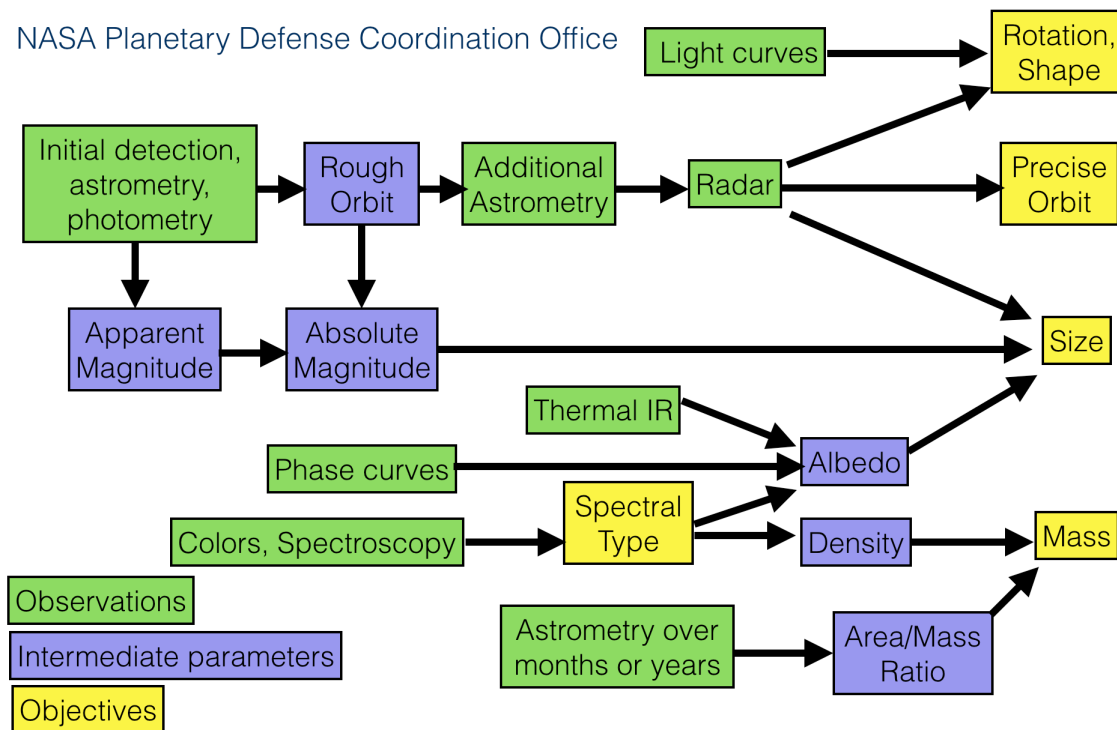 NASA Planetary Defense Coordination Office
Light curves
Rotation,
Shape
Initial detection,
astrometry,
photometry
Rough
Orbit
Additional
Astrometry
Radar
Precise
Orbit
Apparent
Magnitude
Absolute
Magnitude
Size
Thermal IR
Phase curves
Albedo
Colors, Spectroscopy
Spectral
Type
Density
Mass
Observations
Intermediate parameters
Objectives
Astrometry over
months or years
Area/Mass
Ratio